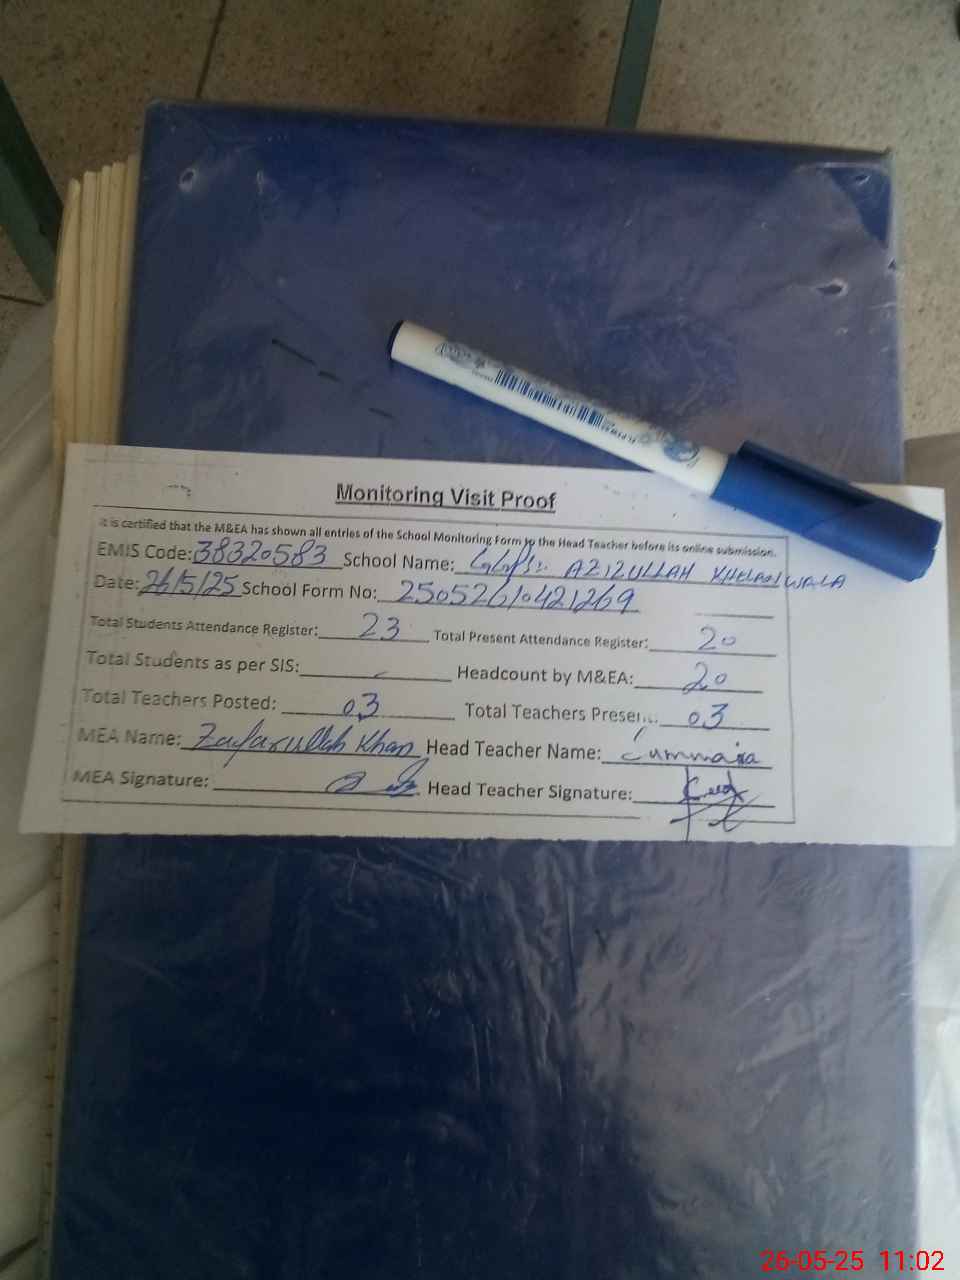 Monitoring Visit Proof
It is certified that the M&EA has shown all entries of the School Monitoring Form to the Head Teacher before its online submission.
EMIS Code: 38320583 School Name: GGPS: AZIZULLAH KHELANWALA
Date: 26/5/25 School Form No: 25052610421269
Total Students Attendance Register: 23 Total Present Attendance Register: 20
Total Students as per SIS: - Headcount by M&EA: 20
Total Teachers Posted: 03 Total Teachers Present: 03
MEA Name: Zafarullah Khan Head Teacher Name: Summaira
MEA Signature: Head Teacher Signature:
26-05-25 11:02